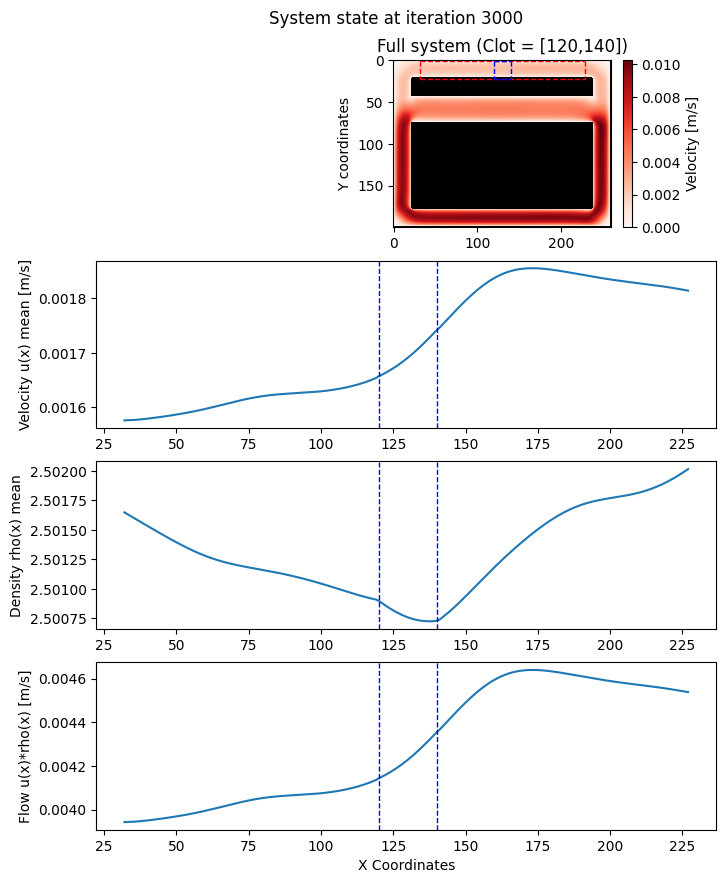 System state at iteration 3000
Full system (Clot = [120,140])
Y coordinates
0
50
100
150
0
100
200
0.010
0.008
0.006
0.004
0.002
0.000
Velocity [m/s]
Velocity u(x) mean [m/s]
0.0018
0.0017
0.0016
25 50 75 100 125 150 175 200 225
Density rho(x) mean
2.50200
2.50175
2.50150
2.50125
2.50100
2.50075
25 50 75 100 125 150 175 200 225
Flow u(x)*rho(x) [m/s]
0.0046
0.0044
0.0042
0.0040
25 50 75 100 125 150 175 200 225
X Coordinates